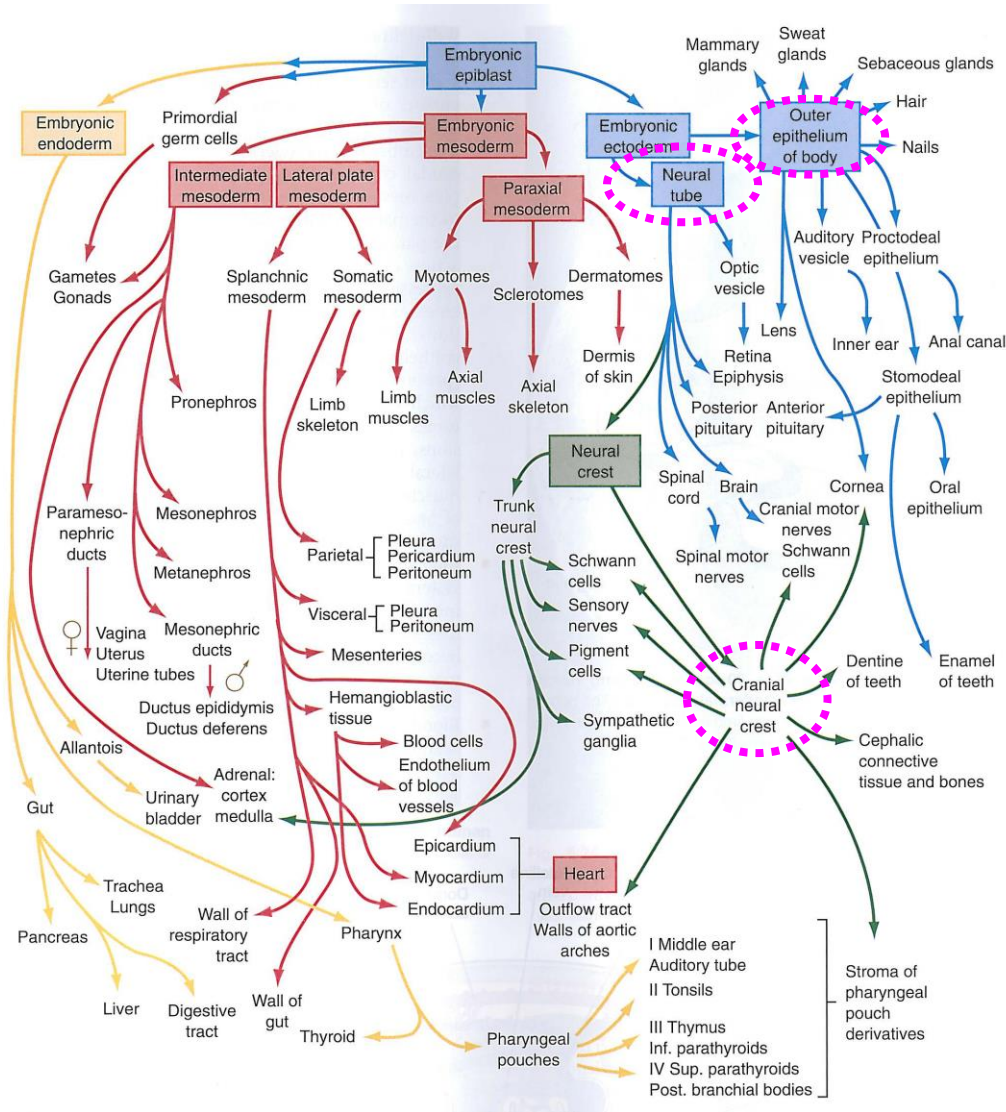 Embryonic
epiblast
Mammary
glands
Sweat
glands
Sebaceous glands
Hair
Nails
Outer
epithelium
of body
Embryonic
endoderm
Primordial
germ cells
Embryonic
mesoderm
Embryonic
ectoderm
Neural
tube
Intermediate
mesoderm
Lateral plate
mesoderm
Paraxial
mesoderm
Gametes
Gonads
Splanchnic
mesoderm
Somatic
mesoderm
Myotomes
Sclerotomes
Dermatomes
Optic
vesicle
Auditory
vesicle
Proctodeal
epithelium
Lens
Inner ear
Anal canal
Pronephros
Limb
skeleton
Limb
muscles
Axial
muscles
Axial
skeleton
Dermis
of skin
Retina
Epiphysis
Posterior
pituitary
Anterior
pituitary
Stomodeal
epithelium
Neural
crest
Spinal
cord
Brain
Cornea
Oral
epithelium
Parameso-
nephric
ducts
Mesonephros
Metanephros
Trunk
neural
crest
Cranial motor
nerves
Schwann
cells
Spinal motor
nerves
Parietal
Pleura
Pericardium
Peritoneum
Schwann
cells
Sensory
nerves
Pigment
cells
Visceral
Pleura
Peritoneum
♀
Vagina
Uterus
Uterine tubes
Mesonephric
ducts
♂
Ductus epididymis
Ductus deferens
Mesenteries
Hemangioblastic
tissue
Blood cells
Endothelium
of blood
vessels
Sympathetic
ganglia
Cranial
neural
crest
Dentine
of teeth
Enamel
of teeth
Cephalic
connective
tissue and bones
Allantois
Urinary
bladder
Adrenal:
cortex
medulla
Gut
Epicardium
Myocardium
Endocardium
Heart
Outflow tract
Walls of aortic
arches
Trachea
Lungs
Pancreas
Liver
Digestive
tract
Wall of
respiratory
tract
Wall of
gut
Pharynx
Thyroid
Pharyngeal
pouches
I Middle ear
Auditory tube
II Tonsils
III Thymus
Inf. parathyroids
IV Sup. parathyroids
Post. branchial bodies
Stroma of
pharyngeal
pouch
derivatives